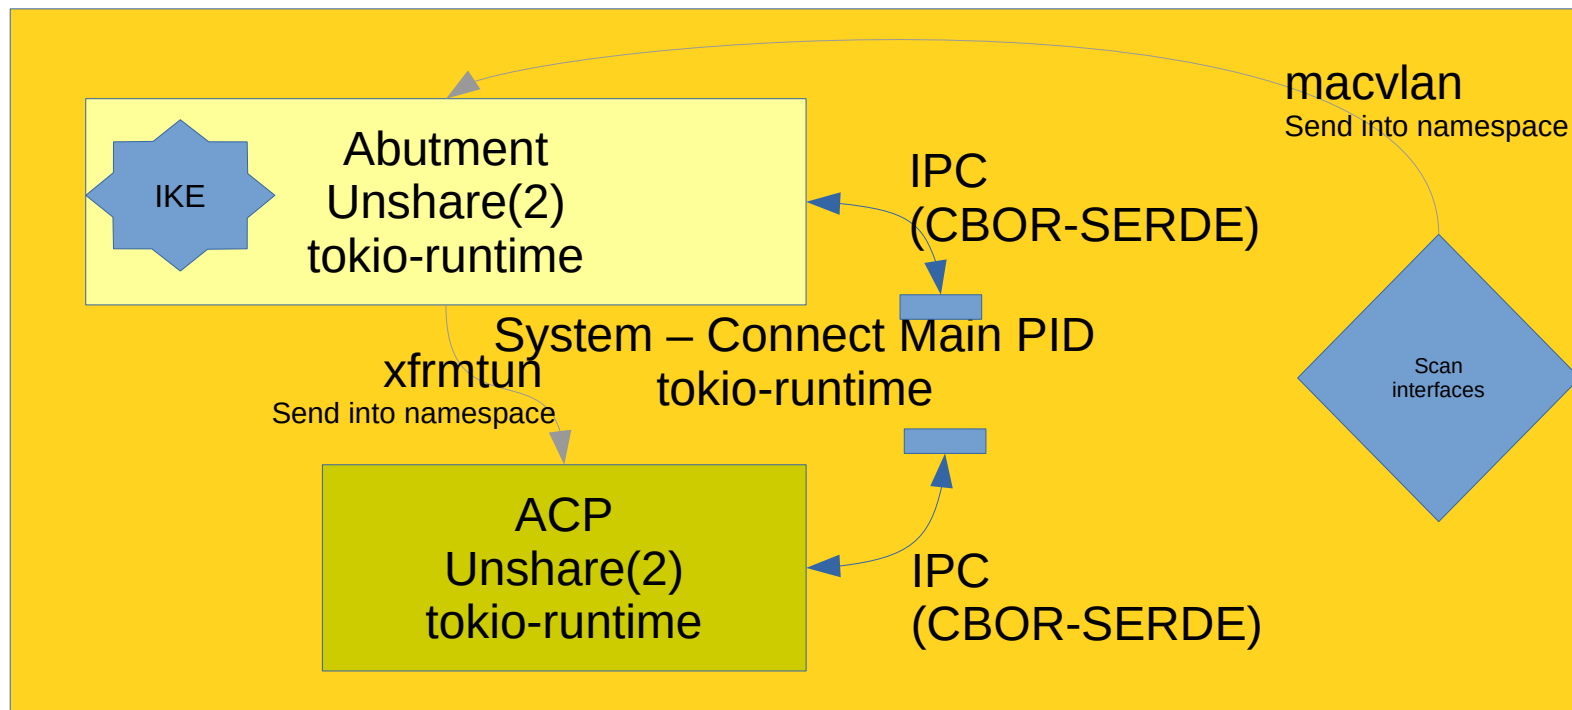 macvlan
Send into namespace
Abutment
Unshare(2)
tokio-runtime
IKE
IPC
(CBOR-SERDE)
System – Connect Main PID
tokio-runtime
xfrmtun
Send into namespace
Scan
interfaces
ACP
Unshare(2)
tokio-runtime
IPC
(CBOR-SERDE)